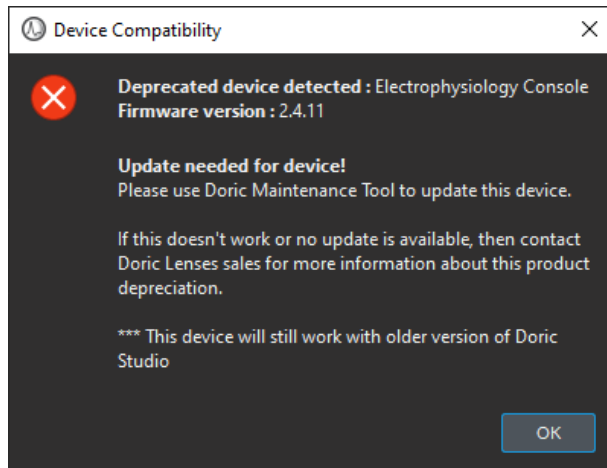 Device Compatibility
Deprecated device detected : Electrophysiology Console
Firmware version : 2.4.11
Update needed for device!
Please use Doric Maintenance Tool to update this device.
If this doesn't work or no update is available, then contact
Doric Lenses sales for more information about this product
depreciation.
*** This device will still work with older version of Doric
Studio
OK